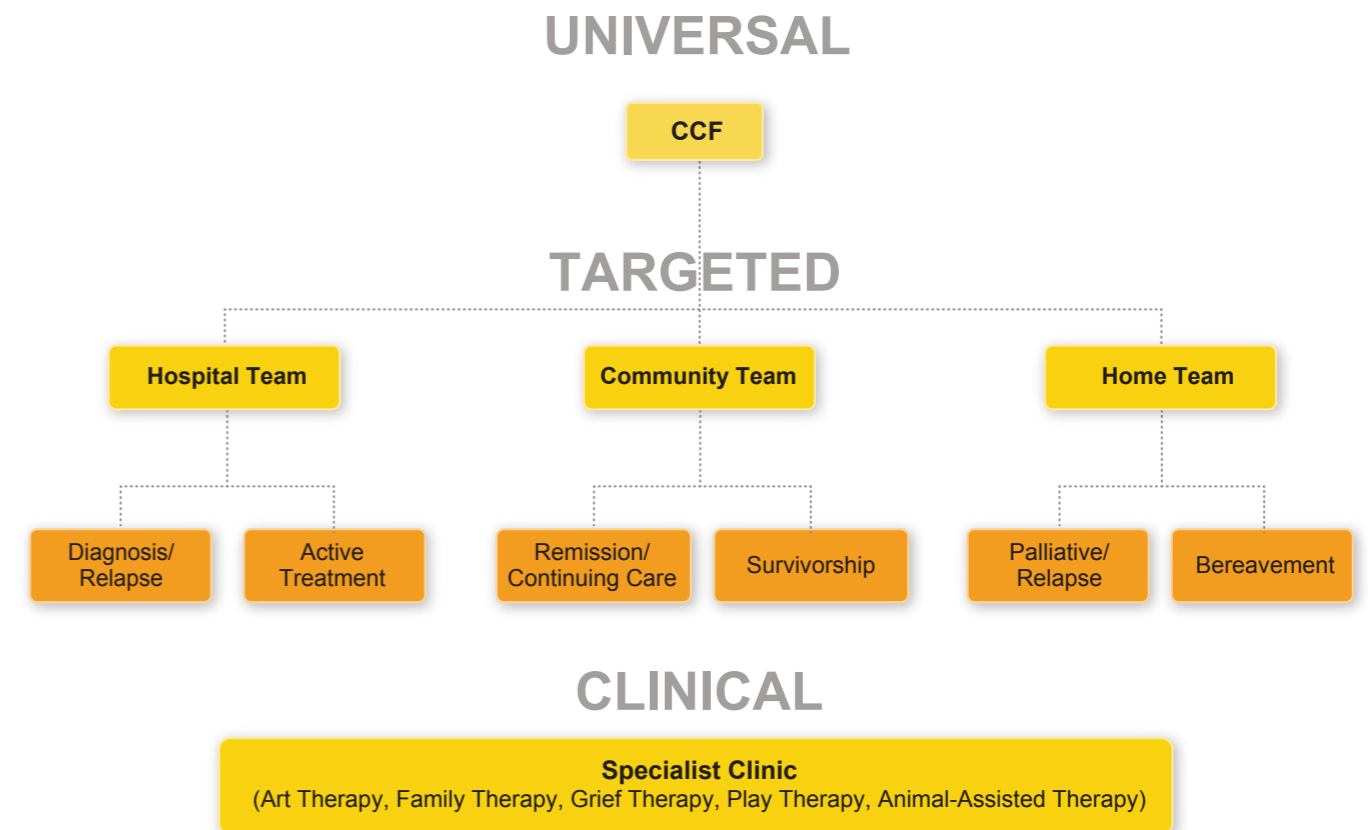 UNIVERSAL
CCF
TARGETED
Hospital Team
Community Team
Home Team
Diagnosis/
Relapse
Active
Treatment
Remission/
Continuing Care
Survivorship
Palliative/
Relapse
Bereavement
CLINICAL
Specialist Clinic
(Art Therapy, Family Therapy, Grief Therapy, Play Therapy, Animal-Assisted Therapy)